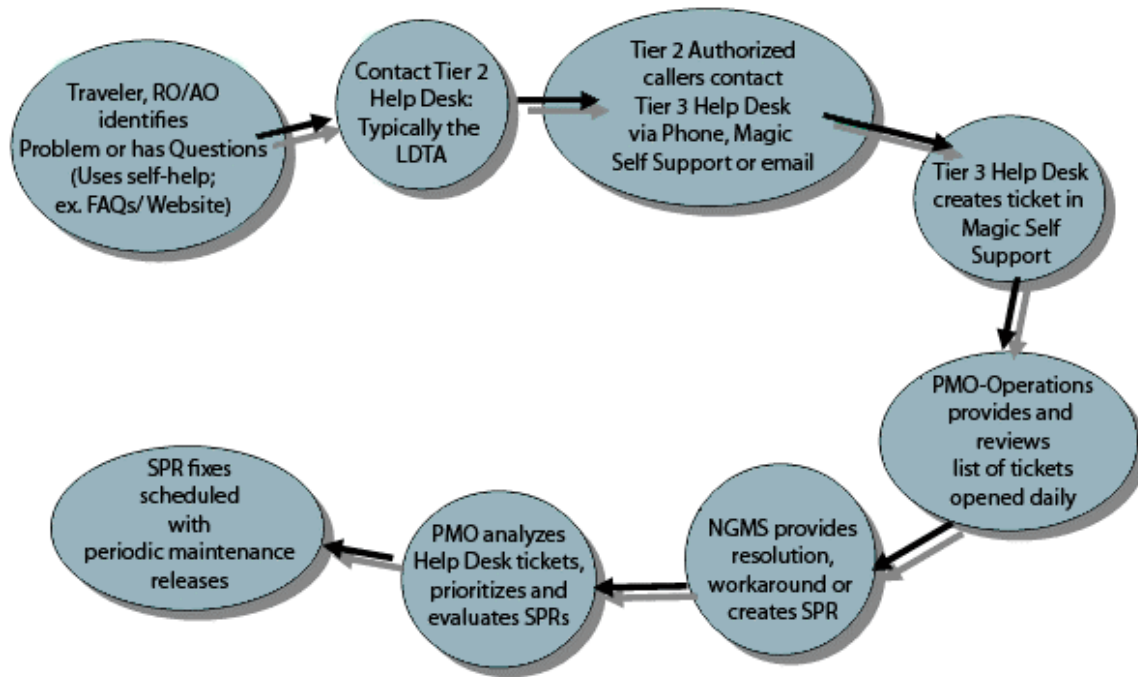 Traveler, RO/AO
identifies
Problem or has Questions
(Uses self-help;
ex. FAQs/ Website)
Contact Tier 2
Help Desk:
Typically the
LDTA
Tier 2 Authorized
callers contact
Tier 3 Help Desk
via Phone, Magic
Self Support or email
Tier 3 Help Desk
creates ticket in
Magic Self
Support
PMO-Operations
provides and
reviews
list of tickets
opened daily
NGMS provides
resolution,
workaround or
creates SPR
PMO analyzes
Help Desk tickets,
prioritizes and
evaluates SPRs
SPR fixes
scheduled
with
periodic maintenance
releases